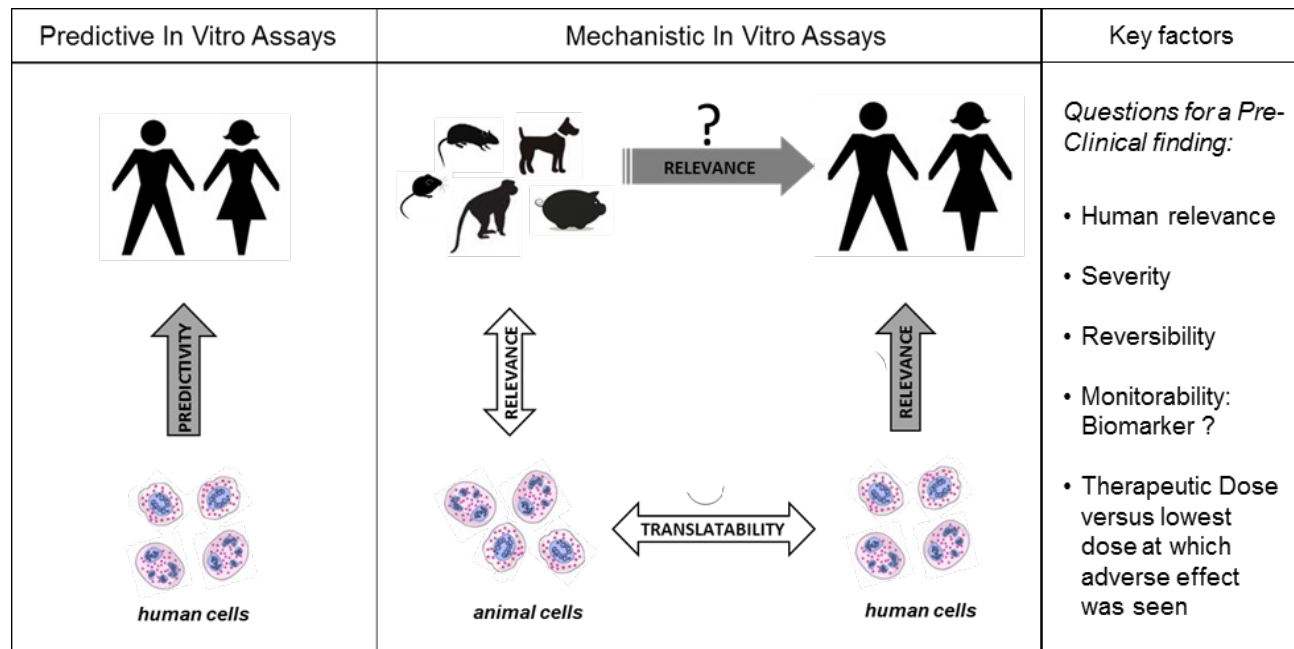 Predictive In Vitro Assays
Mechanistic In Vitro Assays
Key factors
PREDICTIVITY
human cells
?
RELEVANCE
RELEVANCE
RELEVANCE
TRANSLATABILITY
animal cells
human cells
Questions for a Pre-
Clinical finding:
• Human relevance
• Severity
• Reversibility
• Monitorability:
Biomarker ?
• Therapeutic Dose
versus lowest
dose at which
adverse effect
was seen